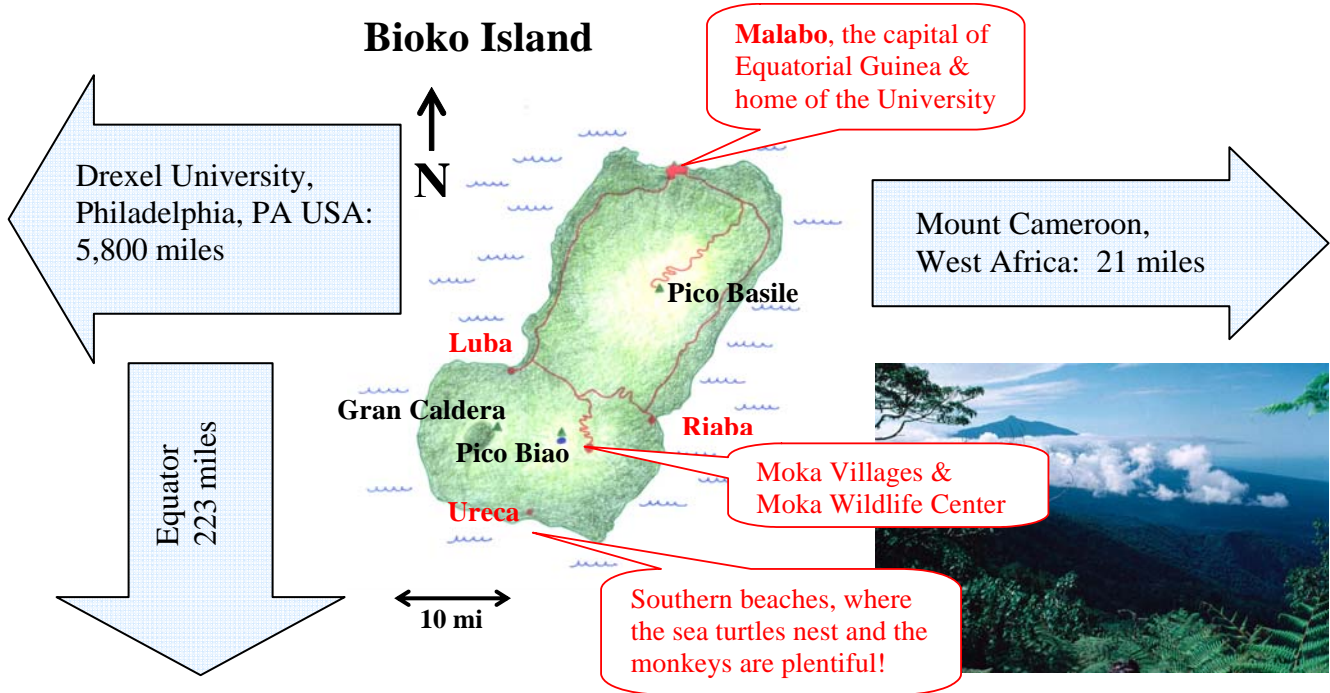 Bioko Island
Malabo, the capital of
Equatorial Guinea &
home of the University
N
Drexel University,
Philadelphia, PA USA:
5,800 miles
Mount Cameroon,
West Africa: 21 miles
Pico Basile
Luba
Gran Caldera
Riaba
Pico Biao
Moka Villages &
Moka Wildlife Center
Equator
223 miles
Ureca
10 mi
Southern beaches, where
the sea turtles nest and the
monkeys are plentiful!